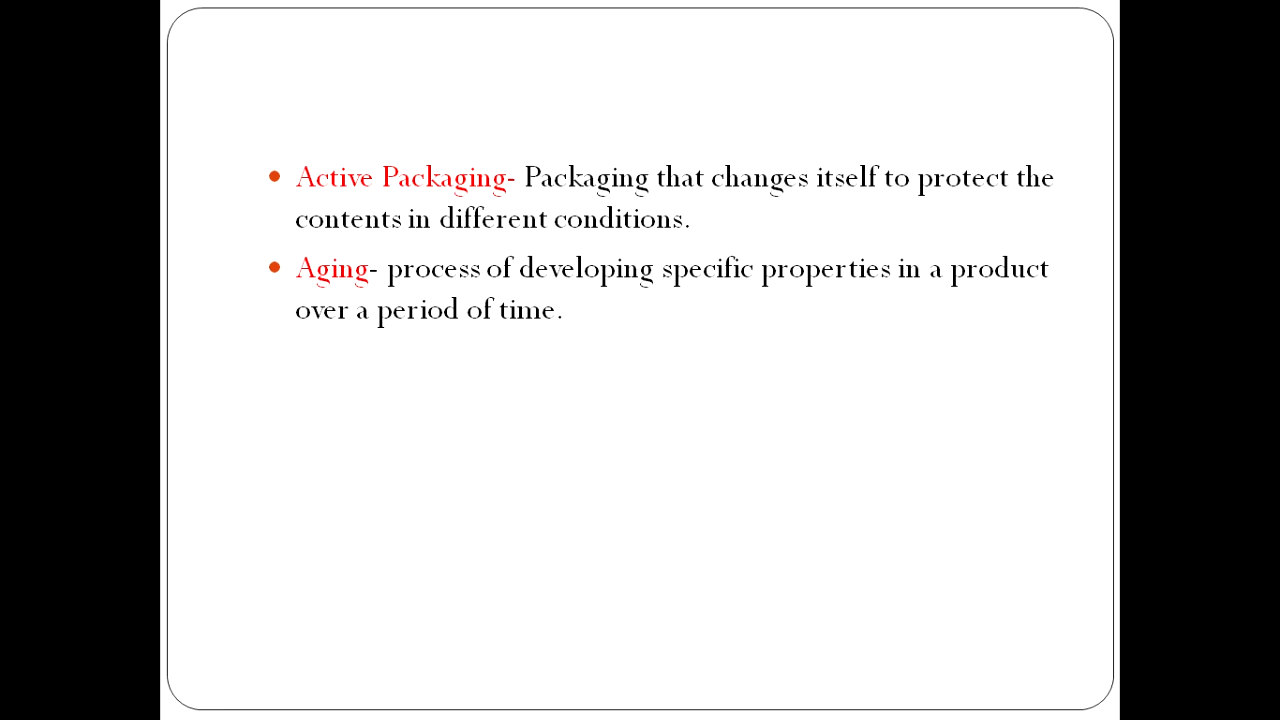 • Active Packaging- Packaging that changes itself to protect the
contents in different conditions.
• Aging- process of developing specific properties in a product
over a period of time.